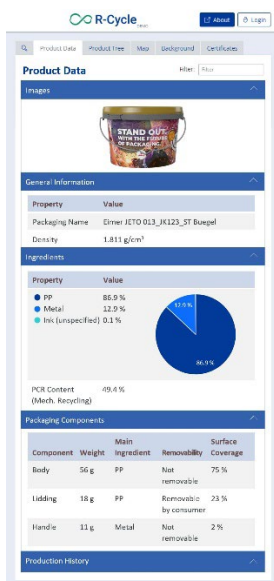 R-Cycle
About
Login
Product Data
Product Tree
Map
Background
Certificates
Product Data
Filter:
Filter
Images
STAND OUT.
WITH THE FUTURE
OF PACKAGING
General Information
Property Value
Packaging Name Eimer JETO 013_JK123_ST Buegel
Density 1.811 g/cm³
Ingredients
Property Value
PP 86.9 %
Metal 12.9 %
Ink (unspecified) 0.1 %
12.9 %
86.9 %
PCR Content 49.4 %
(Mech. Recycling)
Packaging Components
Main Surface
Component Weight Ingredient Removability Coverage
Body 56 g PP Not 75 %
removable
Lidding 18 g PP Removable 23 %
by consumer
Handle 11 g Metal Not 2 %
removable
Production History